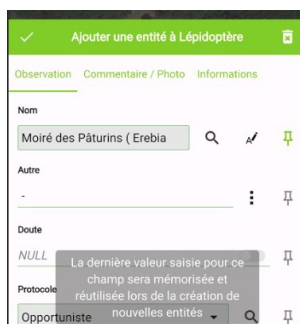 Ajouter une entité à Lépidoptère
Observation Commentaire / Photo Informations
Nom
Moiré des Pâturins ( Erebia
Autre
-
Doute
NULL
La dernière valeur saisie pour ce
champ sera mémorisée et
Protocole
réutilisée lors de la création de
Opportuniste
nouvelles entités